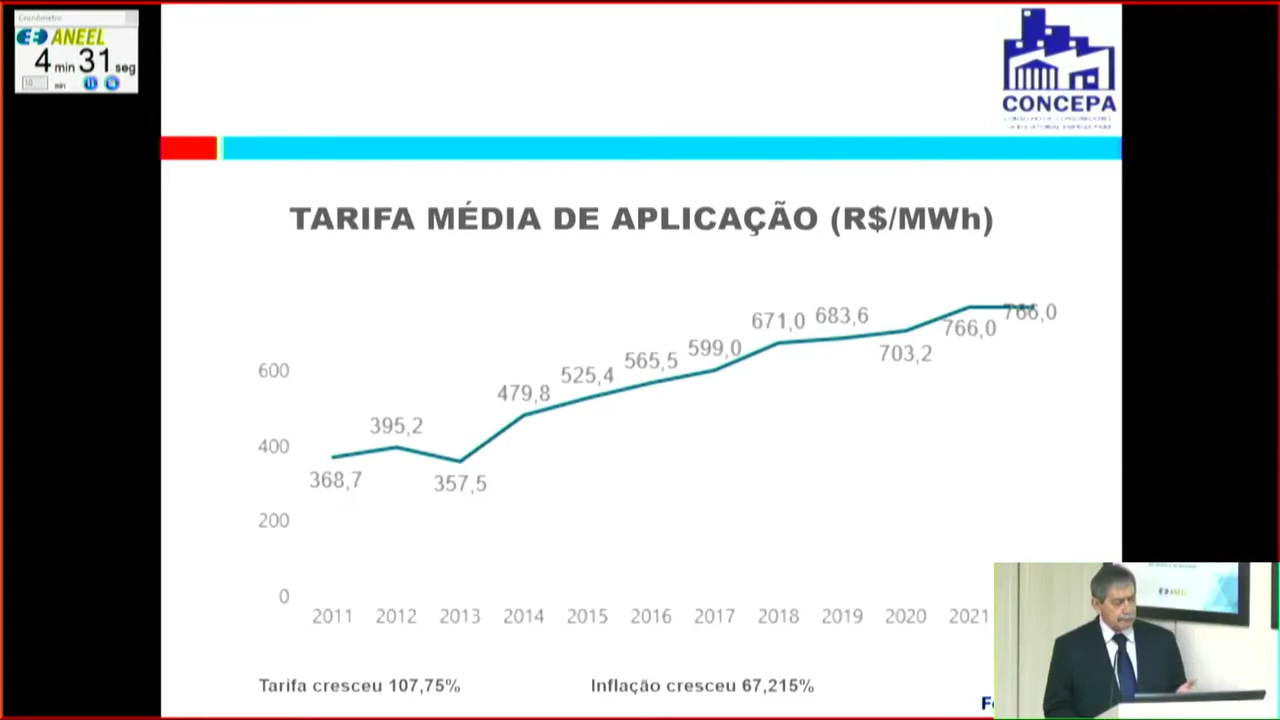 Cronômetro
ANEEL
4 min 31 seg
10 min
CONCEPA
TARIFA MÉDIA DE APLICAÇÃO (R$/MWh)
766,0
671,0 683,6
766,0
599,0
703,2
565,5
600
525,4
479,8
395,2
400
368,7
357,5
200
0
2011 2012 2013 2014 2015 2016 2017 2018 2019 2020 2021
Tarifa cresceu 107,75% Inflação cresceu 67,215%
ANEEL